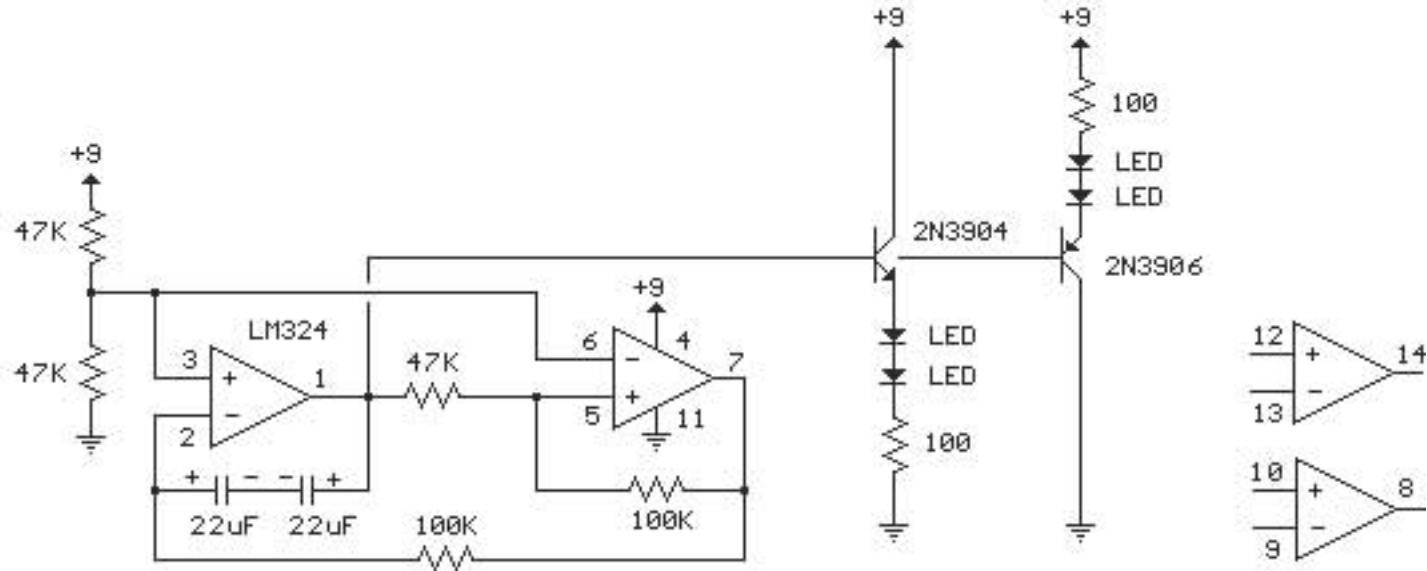 +9 +9
100
LED
+9
LED
47K
2N3904
2N3906
+9
LM324
6 - 4
LED
12
+ 14
3
+
47K
1
47K
7
LED
-
13
5 + 11
2 -
100
+ - - +
10
+ 8
22uF 22uF
100K
100K
-
9